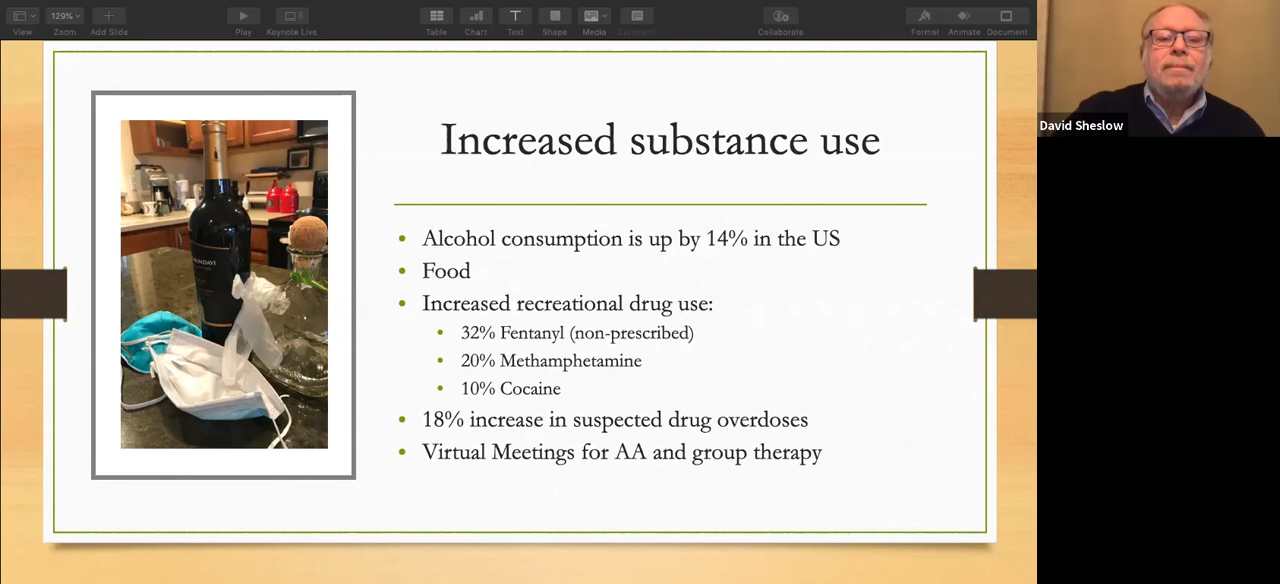 129%
View
Zoom
Add Slide
Play
Keynote Live
Table
Chart
Text
Shape
Media
Comment
Collaborate
Format
Animate
Document
David Sheslow
Increased substance use
• Alcohol consumption is up by 14% in the US
• Food
• Increased recreational drug use:
• 32% Fentanyl (non-prescribed)
• 20% Methamphetamine
• 10% Cocaine
• 18% increase in suspected drug overdoses
• Virtual Meetings for AA and group therapy